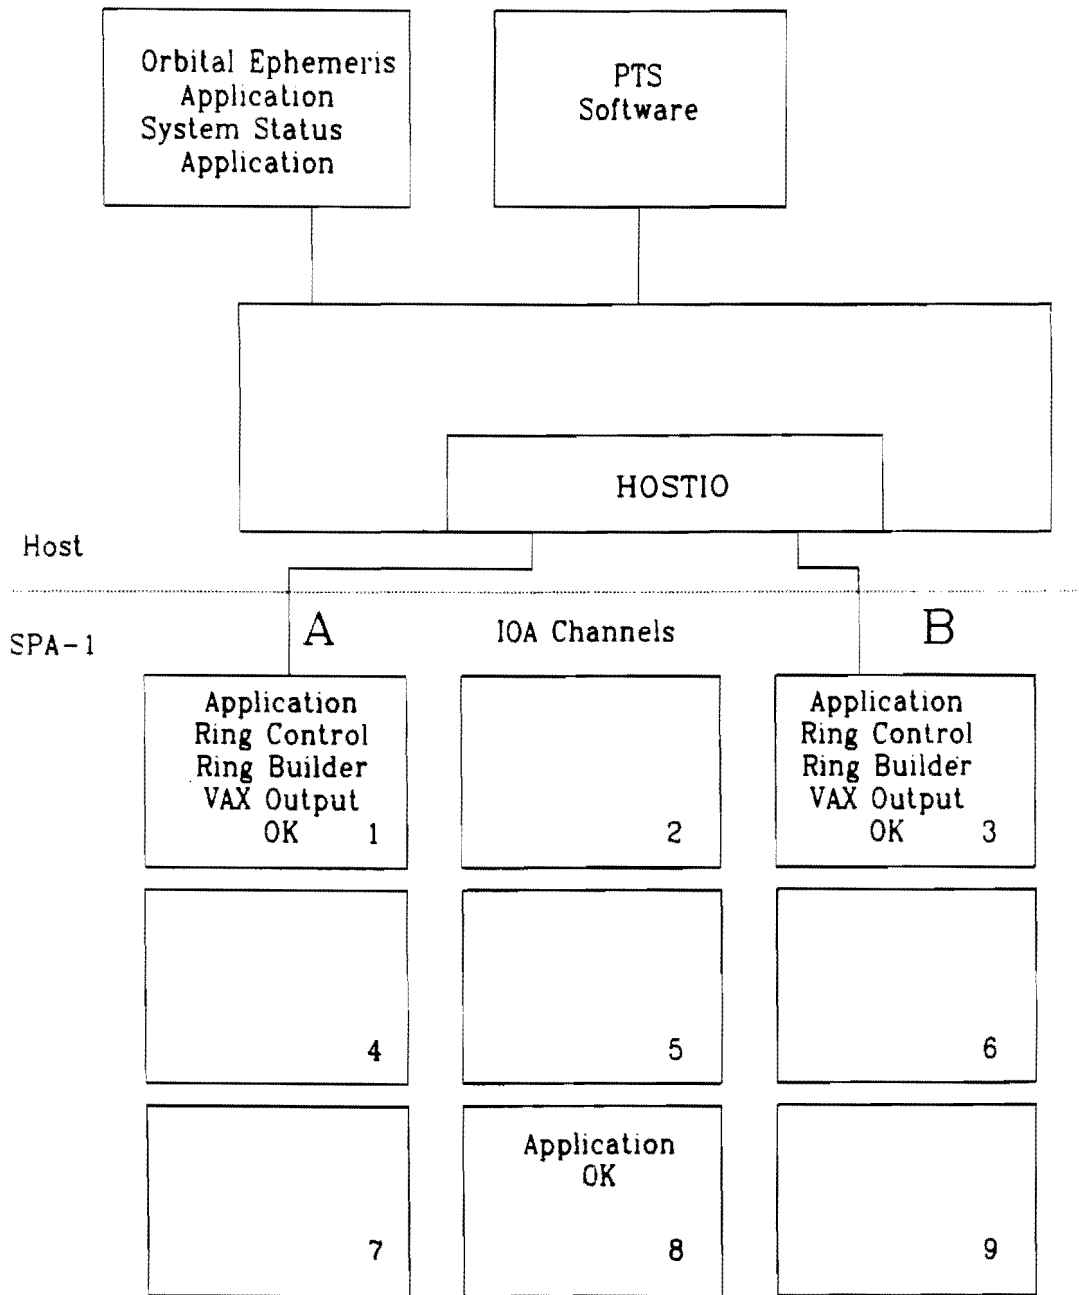 Orbital Ephemeris
Application
System Status
Application
PTS
Software
HOSTIO
Host
SPA-1
A
IOA Channels
B
Application
Ring Control
Ring Builder
VAX Output
OK 1
2
Application
Ring Control
Ring Builder
VAX Output
OK 3
4
5
6
7
Application
OK
8
9